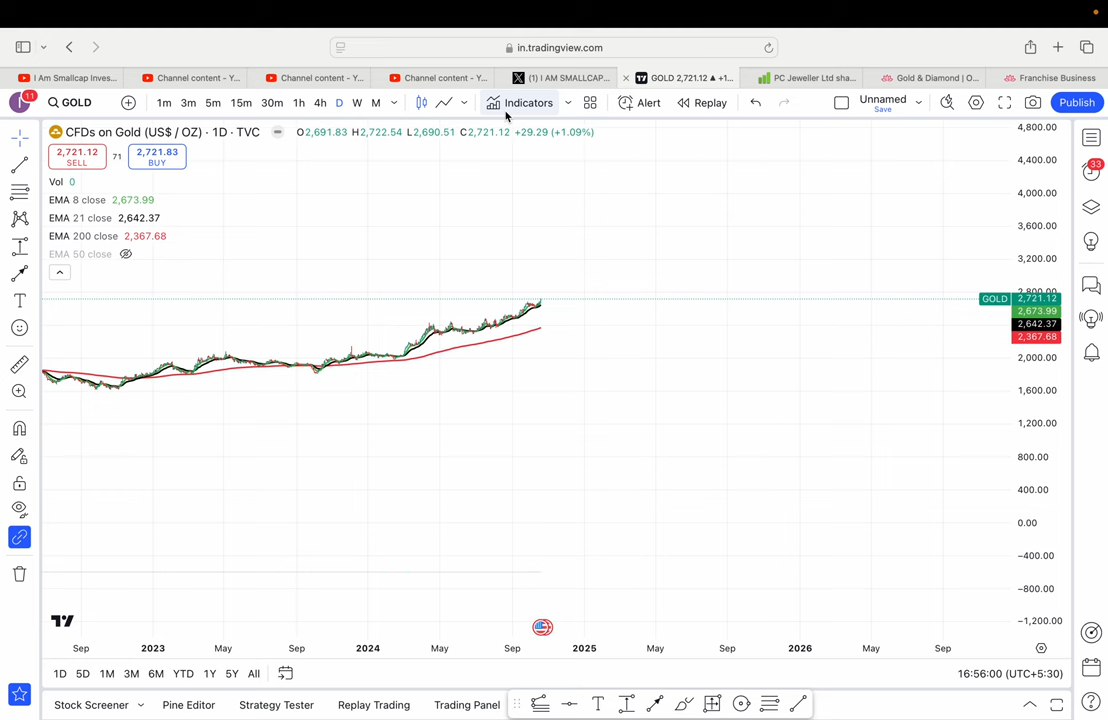 in.tradingview.com
I Am Smallcap Inves...
Channel content - Y...
Channel content - Y...
Channel content - Y...
(1) I AM SMALLCAP...
GOLD 2,721.12 ▲ +1...
PC Jeweller Ltd sha...
Gold & Diamond | O...
Franchise Business
I
11
GOLD
1m 3m 5m 15m 30m 1h 4h D W M
Indicators
Alert
Replay
Unnamed
Save
Publish
CFDs on Gold (US$ / OZ) · 1D · TVC
O2,691.83 H2,722.54 L2,690.51 C2,721.12 +29.29 (+1.09%)
2,721.12
SELL
71
2,721.83
BUY
Vol 0
EMA 8 close 2,673.99
EMA 21 close 2,642.37
EMA 200 close 2,367.68
EMA 50 close
33
4,800.00
4,400.00
4,000.00
3,600.00
3,200.00
2,800.00
GOLD 2,721.12
2,673.99
2,642.37
2,367.68
2,000.00
1,600.00
1,200.00
800.00
400.00
0.00
−400.00
−800.00
−1,200.00
Sep 2023 May Sep 2024 May Sep 2025 May Sep 2026 May Sep
1D 5D 1M 3M 6M YTD 1Y 5Y All
16:56:00 (UTC+5:30)
Stock Screener
Pine Editor
Strategy Tester
Replay Trading
Trading Panel